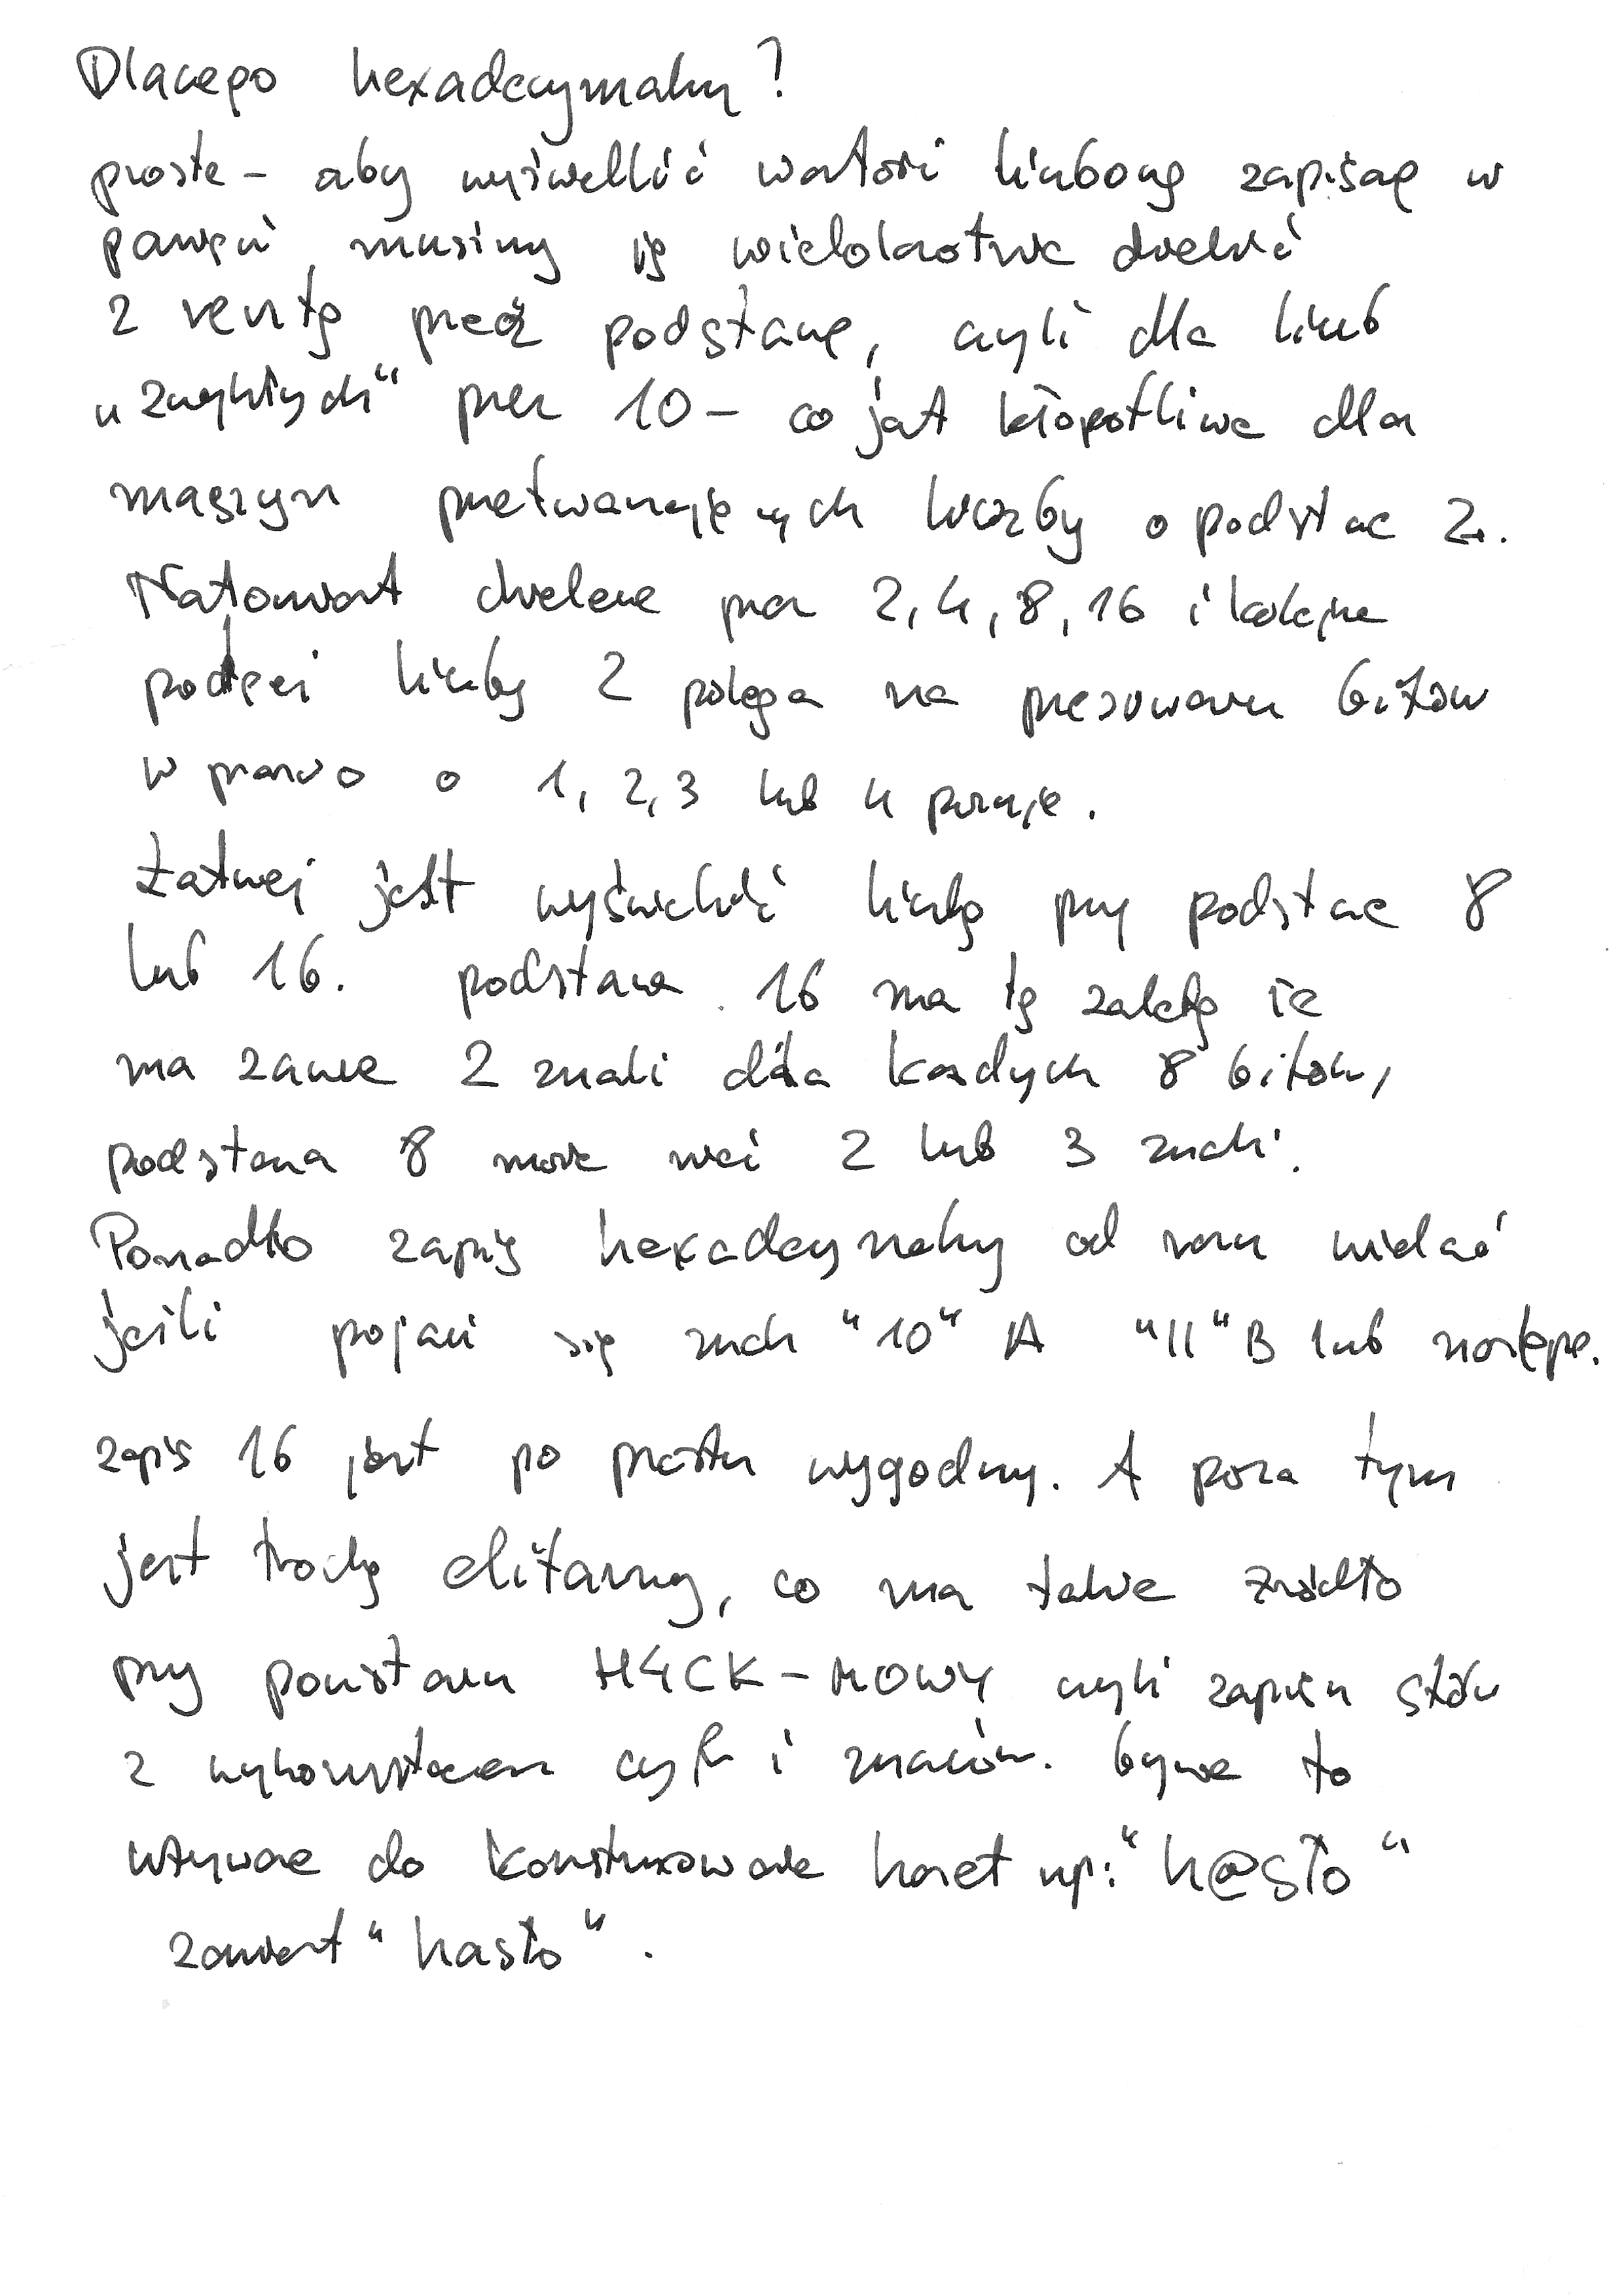 Dlaczego hexadecymalny?
proste - aby wyświetlić wartość liczbową zapisaną w
pamięci, musimy ją wielokrotnie dzielić
z resztą przez podstawę, czyli dla liczb
„zwykłych“ przez 10 - co jest kłopotliwe dla
maszyn przetwarzających liczby o podstawie 2.
Natomiast dzielenie przez 2, 4, 8, 16 i kolejne
potęgi liczby 2 polega na przesuwaniu bitów
w prawo o 1, 2, 3 lub 4 pozycje.
Łatwiej jest wyświetlić liczbę przy podstawie 8
lub 16. podstawa 16 ma tę zaletę że
ma zawsze 2 znaki dla każdych 8 bitów,
podstawa 8 może mieć 2 lub 3 znaki.
Ponadto zapis hexadecymalny od razu widać
jeśli pojawi się znak "10" A "11" B lub następne.
zapis 16 jest po prostu wygodny. A poza tym
jest trochę elitarny, co ma także źródło
przy powstaniu H4CK-MOWY czyli zapisu słów
z wykorzystaniem cyfr i znaków. bywa to
używane do konstruowania haseł np: "h@sło"
zamiast "hasło".